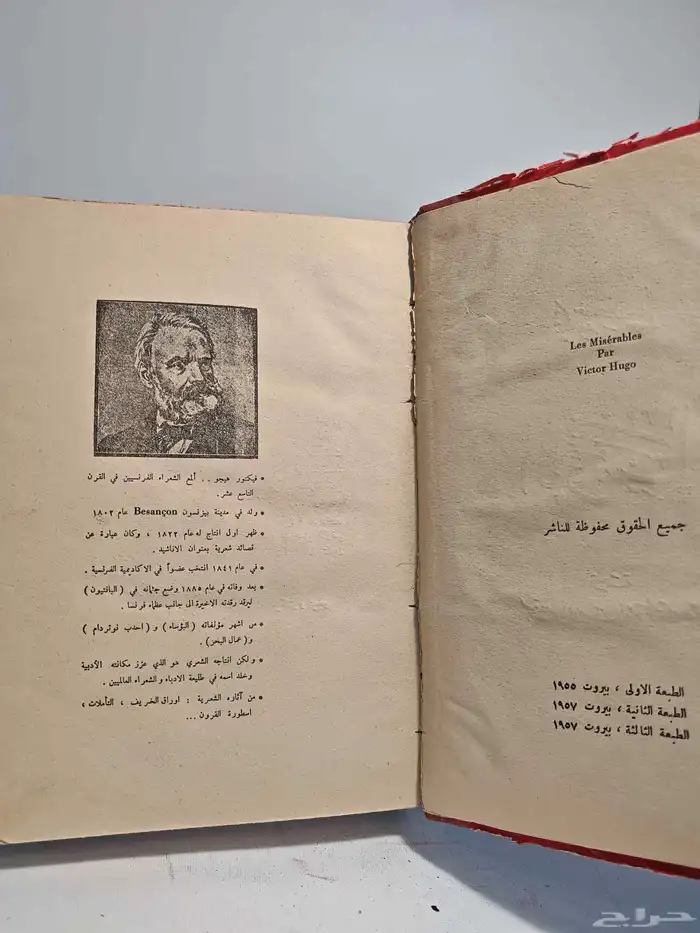 Les Misérables
Par
Victor Hugo
جميع الحقوق محفوظة للناشر
الطبعة الاولى ، بيروت ١٩٥٥
الطبعة الثانية ، بيروت ١٩٥٧
الطبعة الثالثة ، بيروت ١٩٥٧
• فيكتور هيجو . . ألمع الشعراء الفرنسيين في القرن
التاسع عشر.
• ولد في مدينة بيزنسون Besançon عام ١٨٠٢
• ظهر اول انتاج له عام ١٨٢٢ ، وكان عبارة عن
قصائد شعرية بعنوان الاناشيد .
• في عام ١٨٤١ انتخب عضواً في الاكاديمية الفرنسية .
• بعد وفاته في عام ١٨٨٥ وضع جثمانه في ( البانثيون )
ليرقد رقدته الاخيرة الى جانب عظماء فرنسا .
• من اشهر مؤلفاته ( البؤساء ) و ( احدب نوتردام )
و ( عمال البحر ) .
• ولكن انتاجه الشعري هو الذي عزز مكانته الأدبية
وخلد اسمه في طليعة الادباء والشعراء العالميين .
• من آثاره الشعرية : اوراق الخريف ، التأملات ،
اسطورة القرون ...
حراج